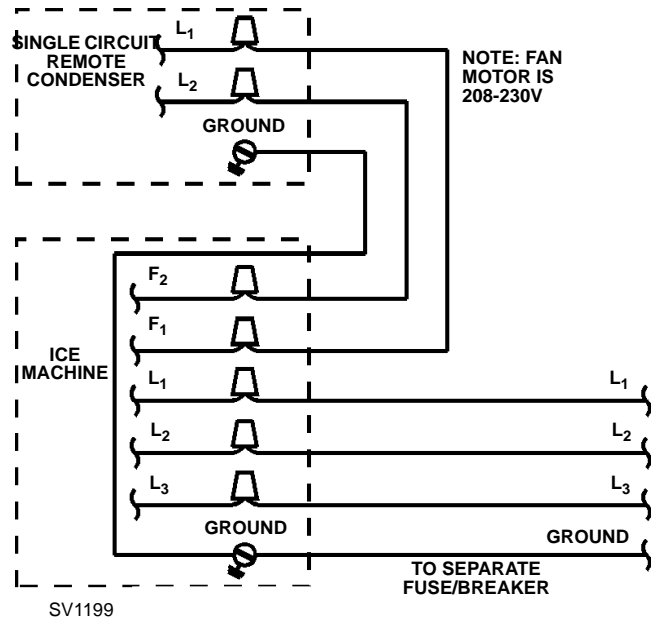 SINGLE CIRCUIT
REMOTE
CONDENSER
L1
L2
GROUND
NOTE: FAN
MOTOR IS
208-230V
ICE
MACHINE
F2
F1
L1
L1
L2
L2
L3
L3
GROUND
GROUND
TO SEPARATE
FUSE/BREAKER
SV1199